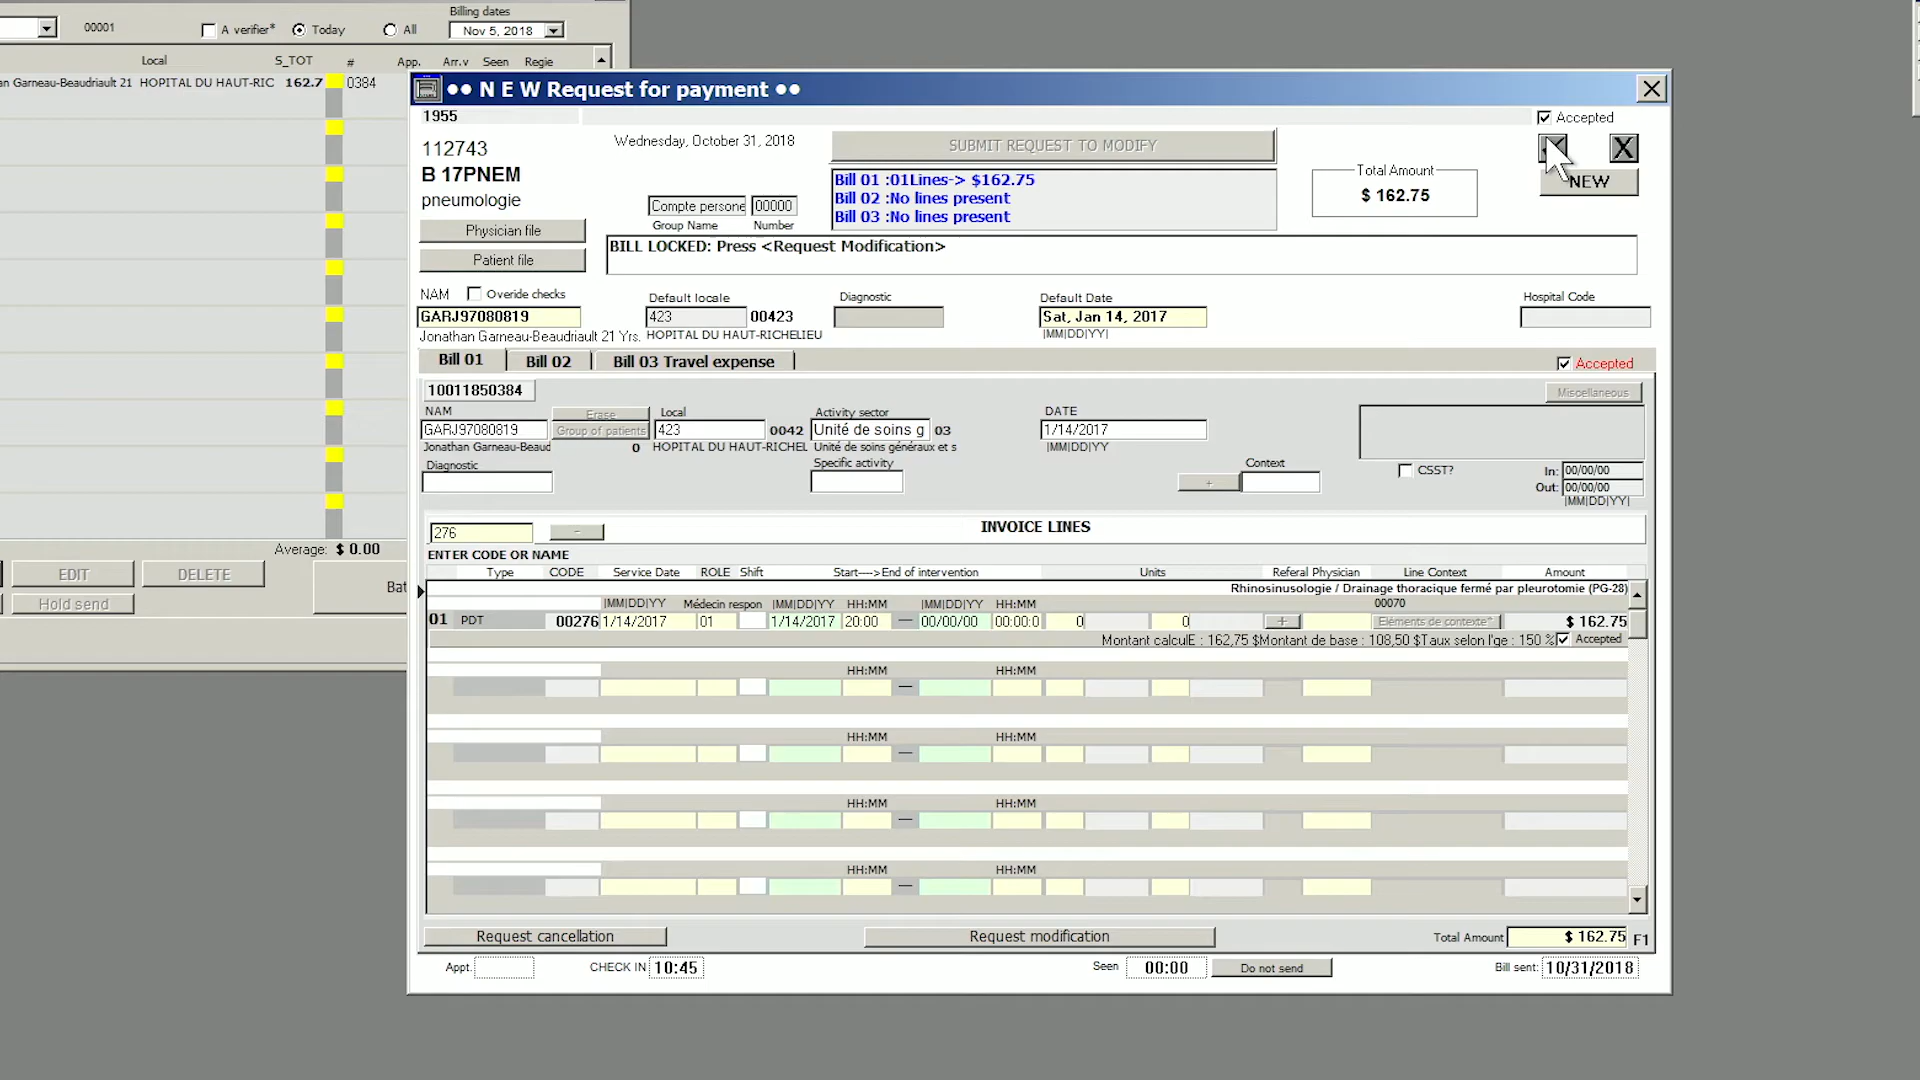 00001
A verifier*
Today
All
Billing dates
Nov 5, 2018
Local
S_TOT
#
App.
Arr.v
Seen
Regie
an Garneau-Beaudriault 21 HOPITAL DU HAUT-RIC 162.7 0384
Average: $ 0.00
EDIT
DELETE
Bat
Hold send
•• N E W Request for payment ••
1955
Accepted
112743
Wednesday, October 31, 2018
SUBMIT REQUEST TO MODIFY
X
B 17PNEM
Total Amount
$ 162.75
NEW
pneumologie
Bill 01 :01Lines-> $162.75
Bill 02 :No lines present
Bill 03 :No lines present
Compte persone
00000
Group Name
Number
Physician file
Patient file
BILL LOCKED: Press <Request Modification>
NAM
Overide checks
Default locale
Diagnostic
Default Date
Hospital Code
GARJ97080819
423
00423
Sat, Jan 14, 2017
Jonathan Garneau-Beaudriault 21 Yrs.
HOPITAL DU HAUT-RICHELIEU
|MM|DD|YY|
Bill 01
Bill 02
Bill 03 Travel expense
Accepted
10011850384
Miscellaneous
NAM
Erase
Local
Activity sector
DATE
GARJ97080819
Group of patients
423
0042
Unité de soins g
03
1/14/2017
Jonathan Garneau-Beaud
0
HOPITAL DU HAUT-RICHEL
Unité de soins généraux et s
|MM|DD|YY
Diagnostic
Specific activity
Context
+
CSST?
In: 00/00/00
Out: 00/00/00
|MM|DD|YY|
276
-
INVOICE LINES
ENTER CODE OR NAME
Type
CODE
Service Date
ROLE
Shift
Start---->End of intervention
Units
Referal Physician
Line Context
Amount
Rhinosinusologie / Drainage thoracique fermé par pleurotomie (PG-28)
|MM|DD|YY
Médecin respon
|MM|DD|YY
HH:MM
|MM|DD|YY
HH:MM
00070
01 PDT 00276 1/14/2017 01 1/14/2017 20:00 — 00/00/00 00:00:0 0 0 + Eléments de contexte* $ 162.75
Montant calculE : 162,75 $Montant de base : 108,50 $Taux selon l'ge : 150 %
Accepted
HH:MM
HH:MM
—
HH:MM
HH:MM
—
HH:MM
HH:MM
—
HH:MM
HH:MM
—
Request cancellation
Request modification
Total Amount
$ 162.75
F1
Appt.
CHECK IN 10:45
Seen
00:00
Do not send
Bill sent: 10/31/2018